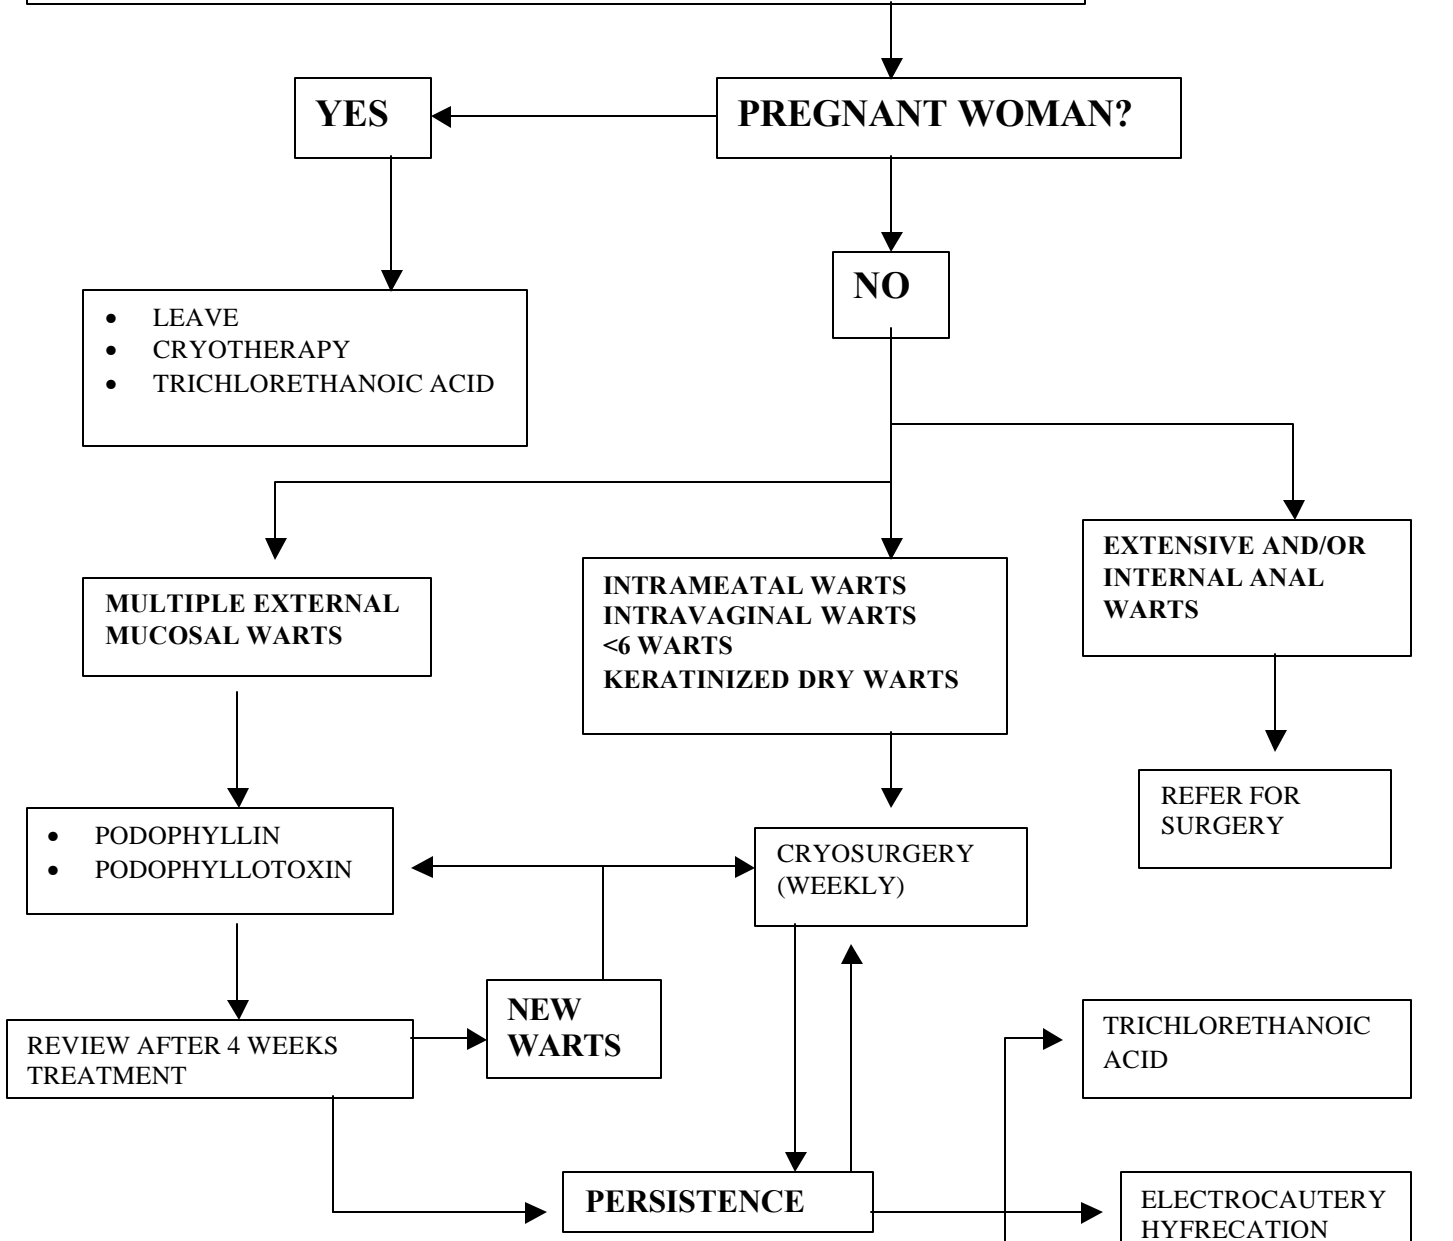 YES
PREGNANT WOMAN?
NO
• LEAVE
• CRYOTHERAPY
• TRICHLORETHANOIC ACID
MULTIPLE EXTERNAL
MUCOSAL WARTS
INTRAMEATAL WARTS
INTRAVAGINAL WARTS
<6 WARTS
KERATINIZED DRY WARTS
EXTENSIVE AND/OR
INTERNAL ANAL
WARTS
REFER FOR
SURGERY
• PODOPHYLLIN
• PODOPHYLLOTOXIN
CRYOSURGERY
(WEEKLY)
REVIEW AFTER 4 WEEKS
TREATMENT
NEW
WARTS
TRICHLORETHANOIC
ACID
PERSISTENCE
ELECTROCAUTERY
HYFRECATION